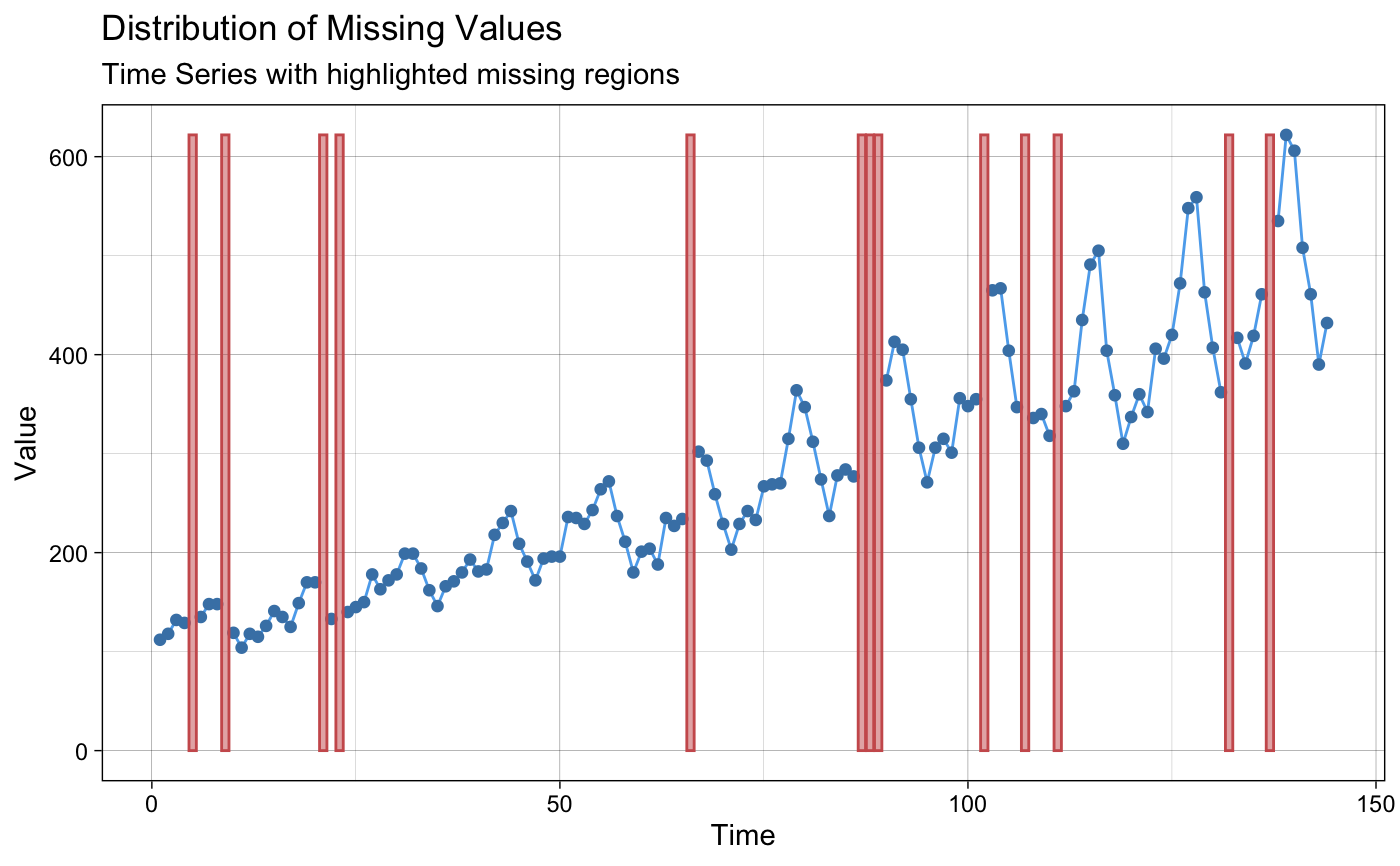 Distribution of Missing Values
Time Series with highlighted missing regions
600
400
200
0
Value
0 50 100 150
Time